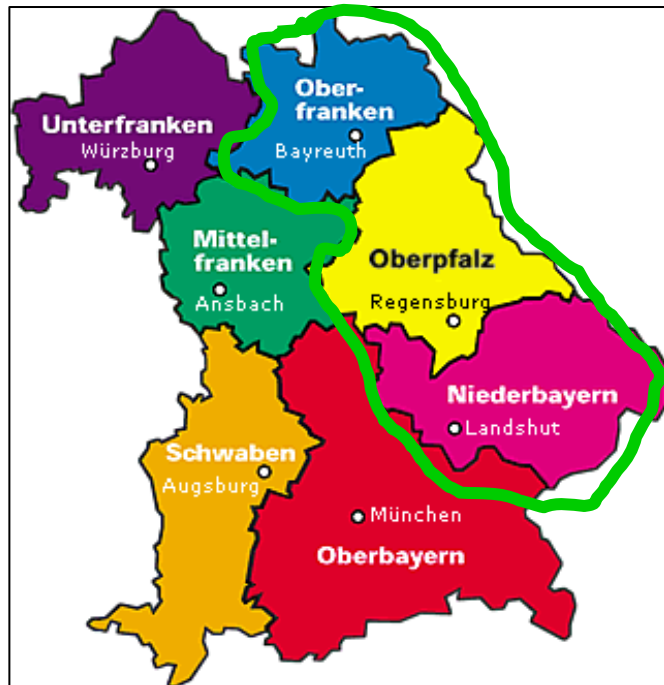 Ober-
franken
Bayreuth
Unterfranken
Würzburg
Mittel-
franken
Ansbach
Oberpfalz
Regensburg
Niederbayern
Landshut
Schwaben
Augsburg
München
Oberbayern